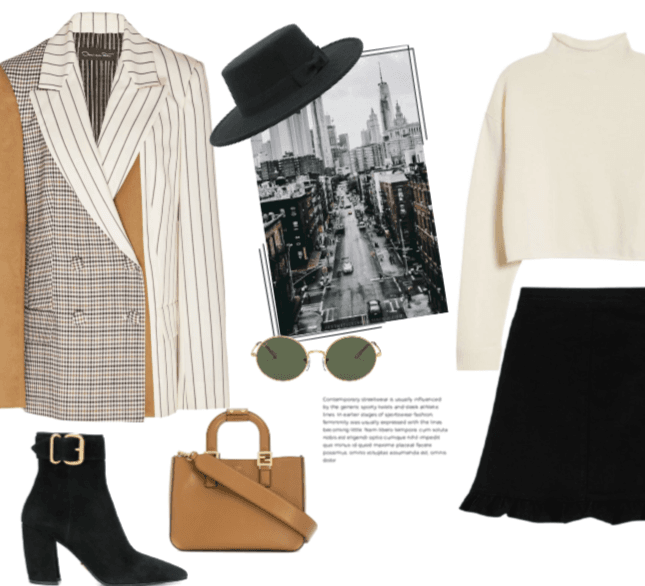 Contemporary streetwear is usually influenced
by the generic sporty twists and sleek athletic
lines. In earlier stages of sportswear fashion,
femininity was usually expressed with the lines
becoming little. Nam libero tempore, cum soluta
nobis est eligendi optio cumque nihil impedit
quo minus id quod maxime placeat facere
possimus, omnis voluptas assumenda est, omnis
dolor